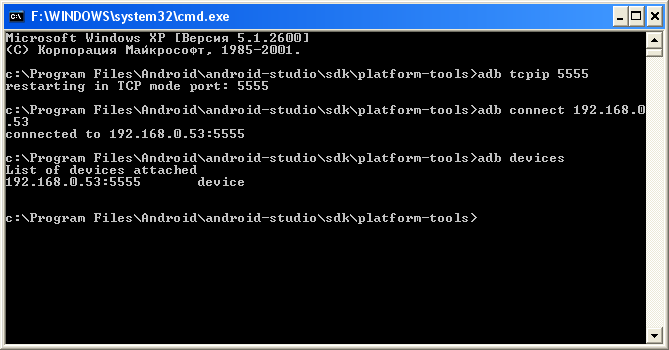 F:\WINDOWS\system32\cmd.exe
Microsoft Windows XP [Версия 5.1.2600]
(С) Корпорация Майкрософт, 1985-2001.
c:\Program Files\Android\android-studio\sdk\platform-tools>adb tcpip 5555
restarting in TCP mode port: 5555
c:\Program Files\Android\android-studio\sdk\platform-tools>adb connect 192.168.0
.53
connected to 192.168.0.53:5555
c:\Program Files\Android\android-studio\sdk\platform-tools>adb devices
List of devices attached
192.168.0.53:5555 device
c:\Program Files\Android\android-studio\sdk\platform-tools>